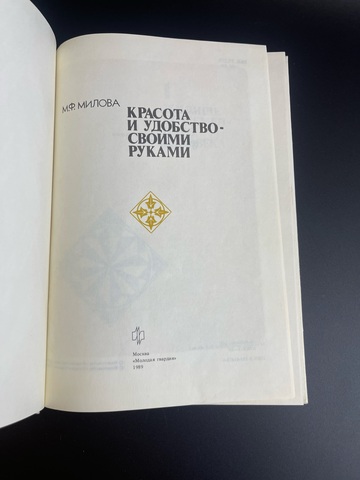 М.Ф. МИЛОВА
КРАСОТА
И УДОБСТВО-
СВОИМИ
РУКАМИ
Москва
«Молодая гвардия»
1989